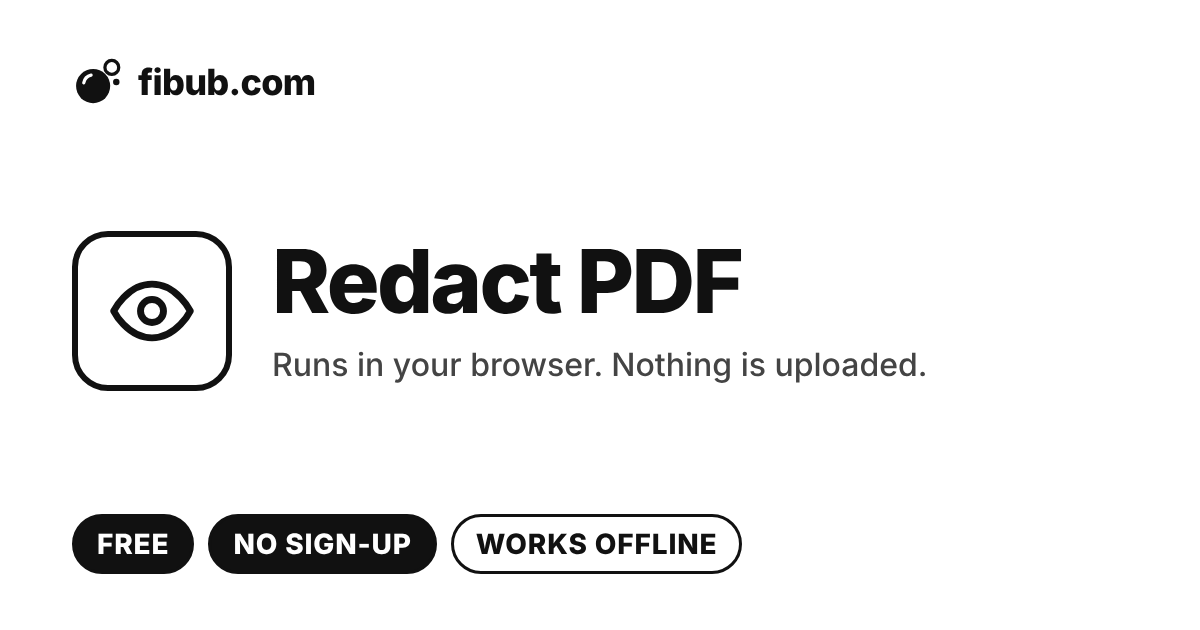 fibub.com
Redact PDF
Runs in your browser. Nothing is uploaded.
FREE NO SIGN-UP WORKS OFFLINE